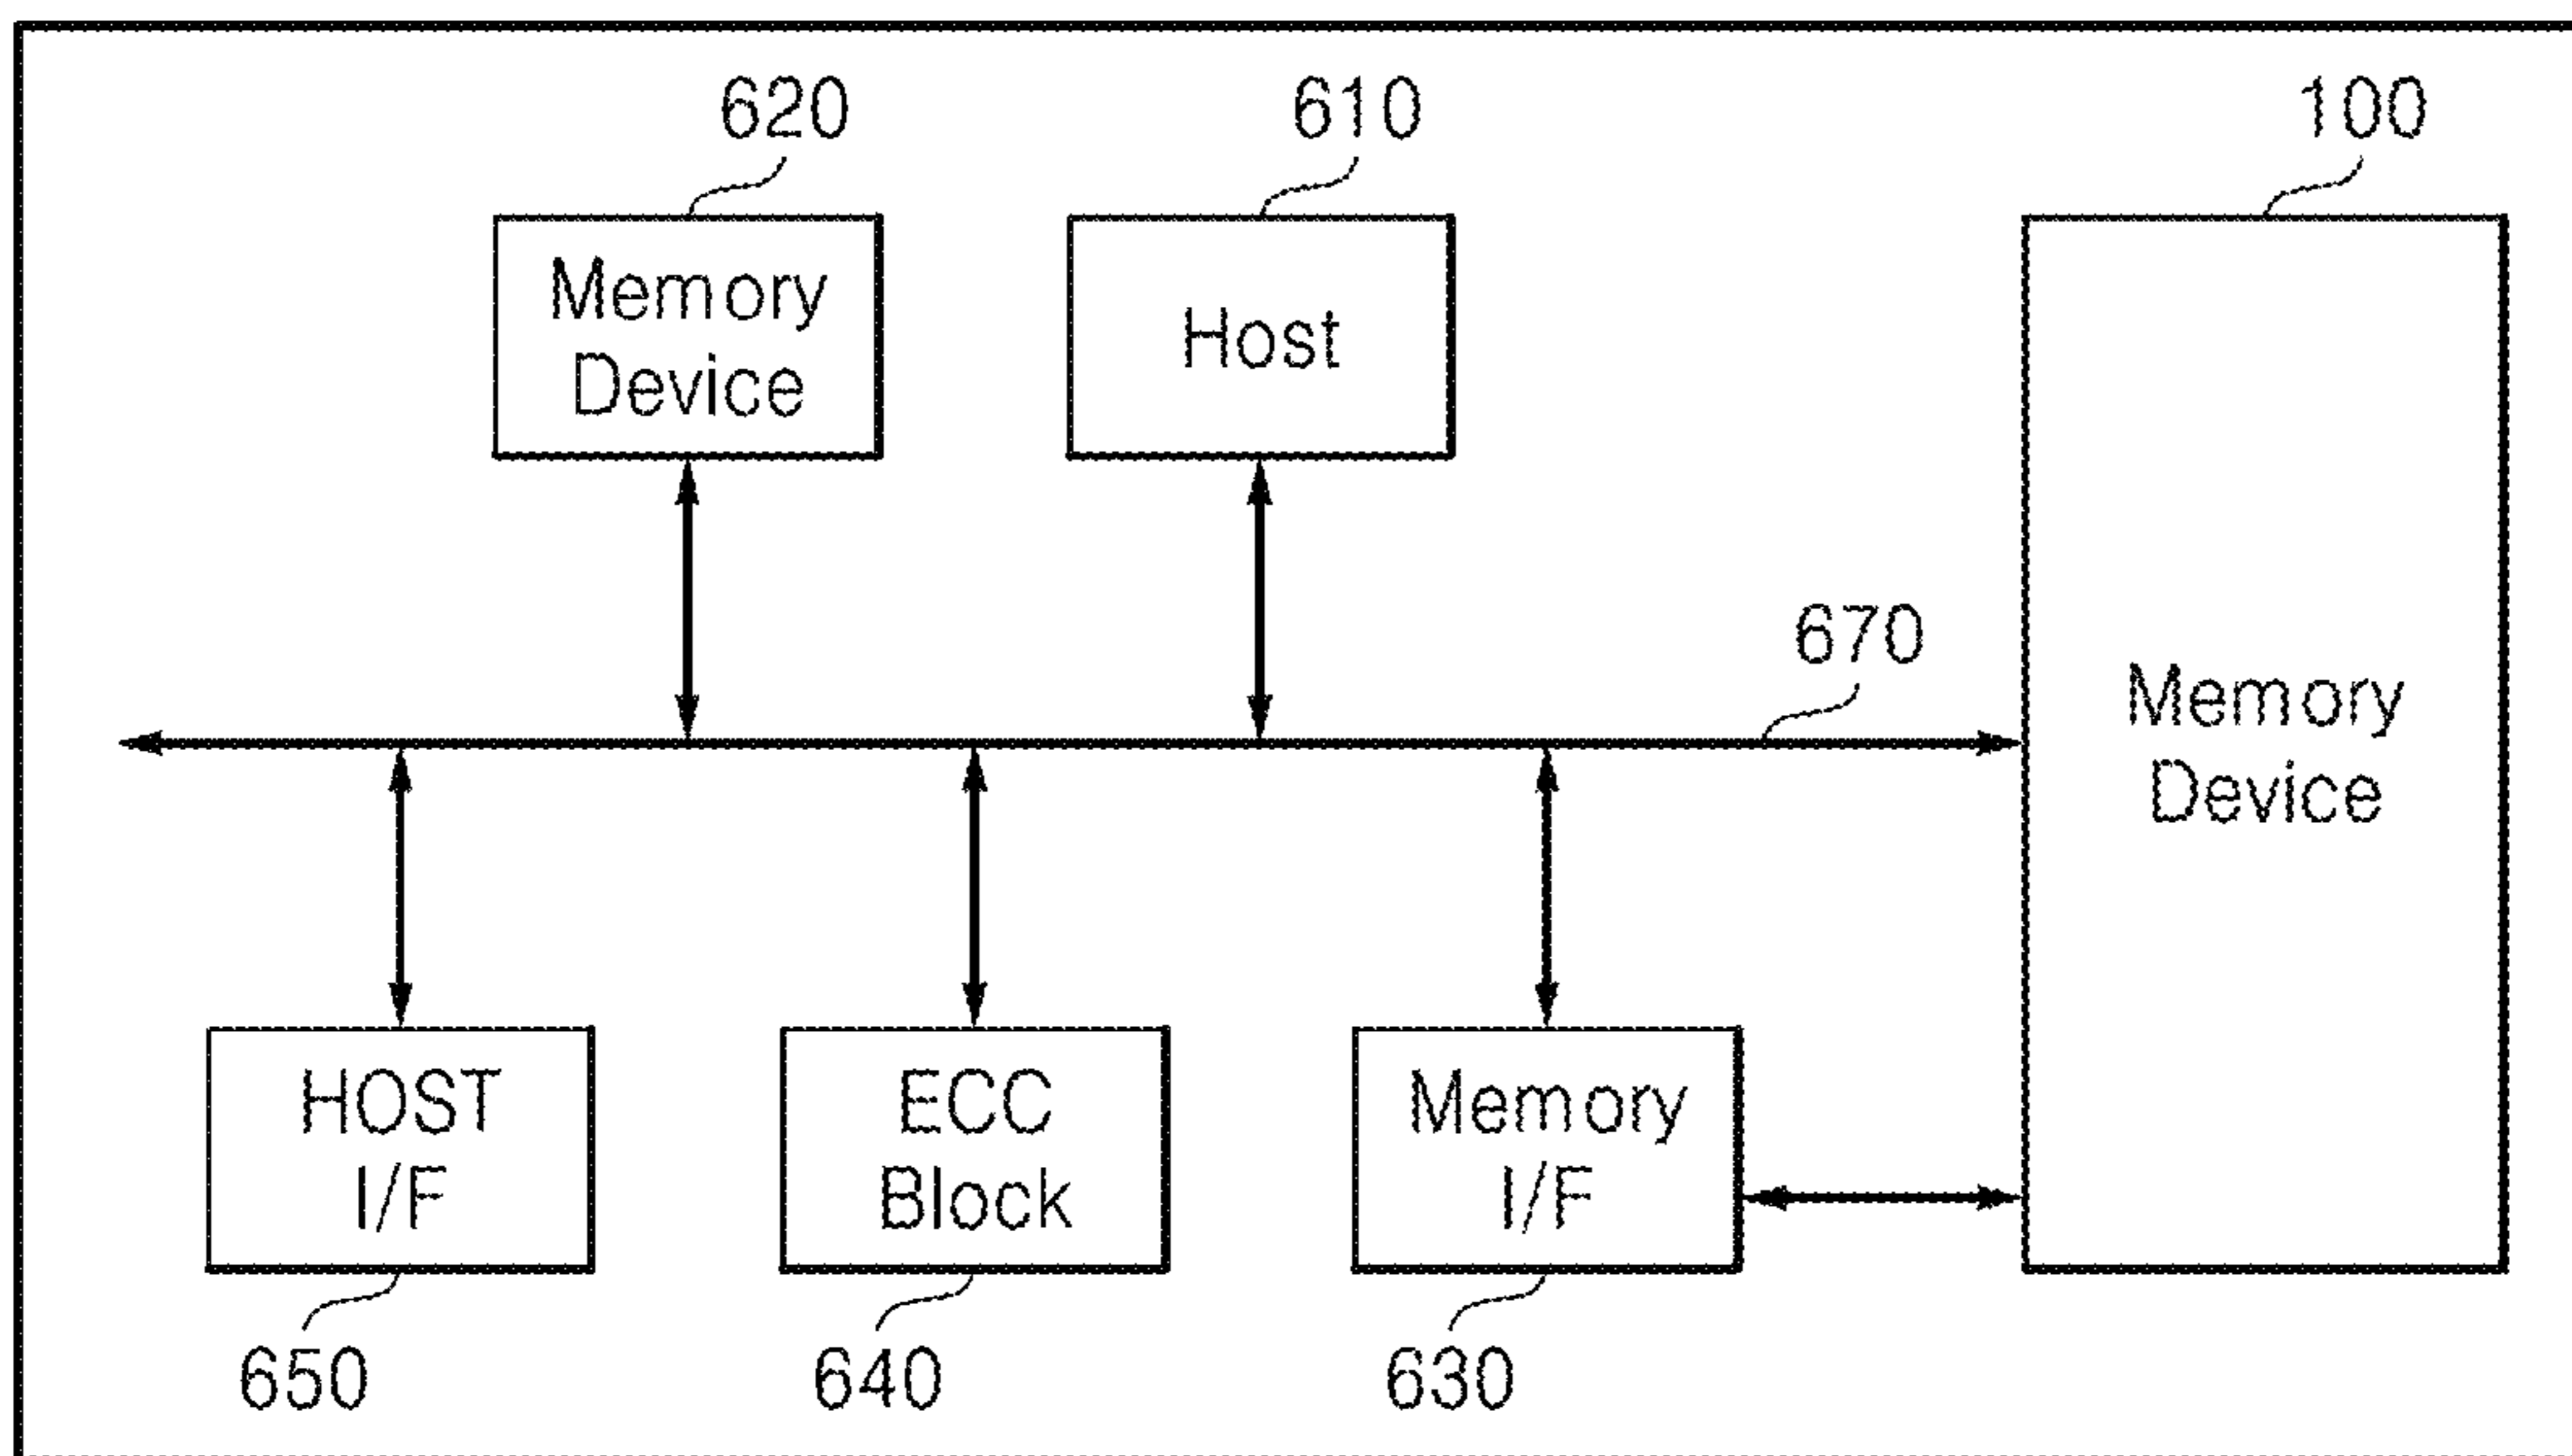 620
610
100
Memory
Device
Host
670
Memory
Device
HOST
I/F
ECC
Block
Memory
I/F
650
640
630